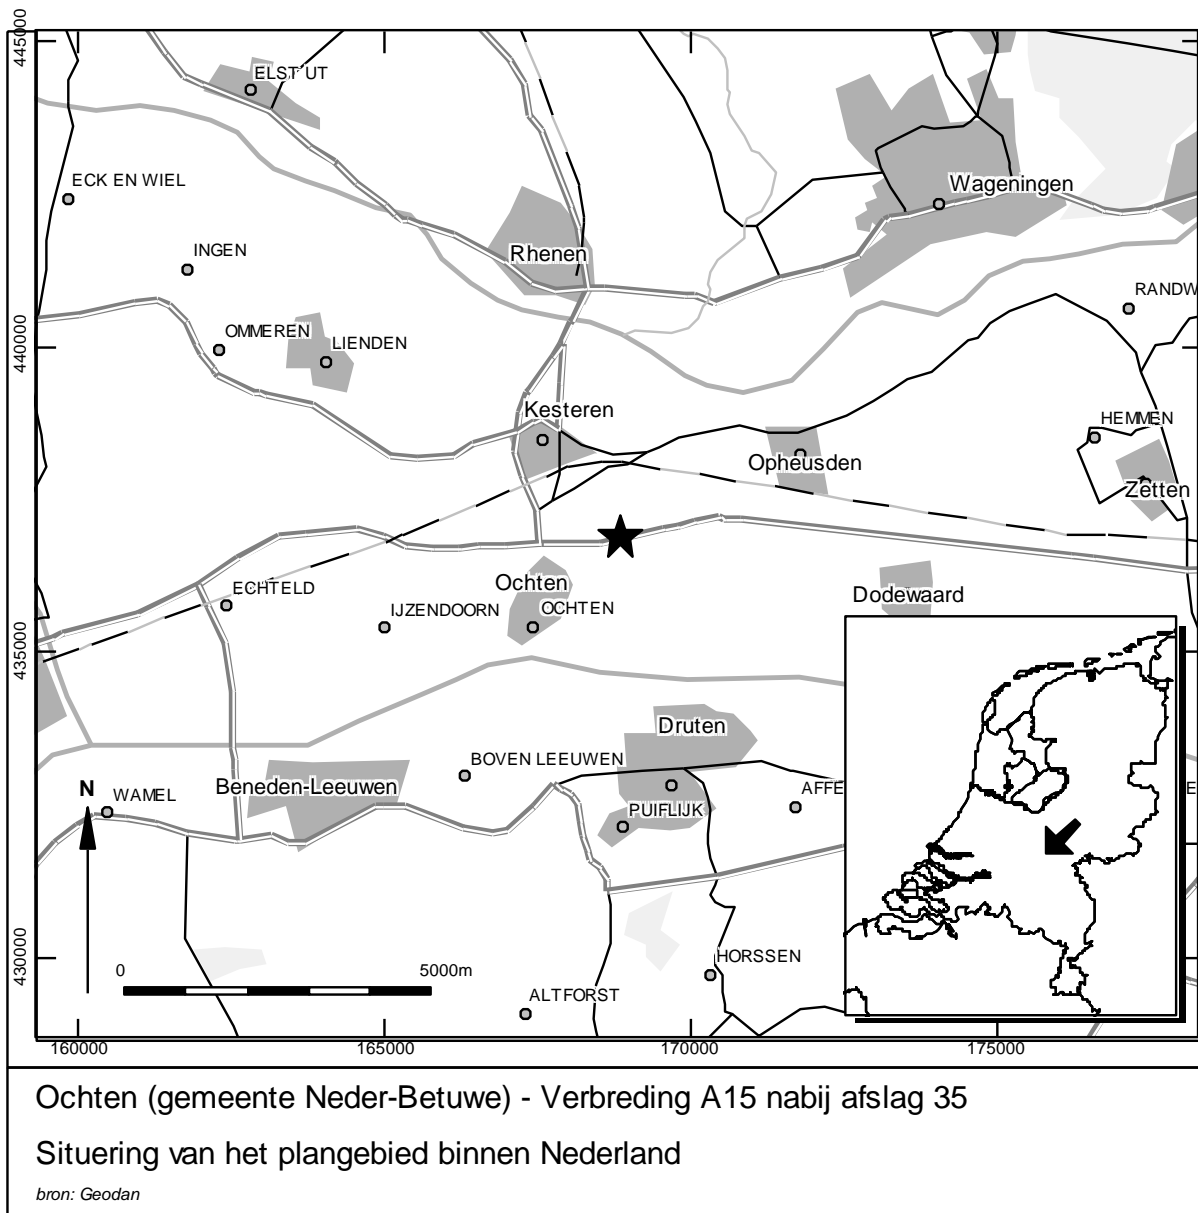 445000
ELST UT
ECK EN WIEL
Wageningen
INGEN
Rhenen
RANDW
OMMEREN
LIENDEN
440000
Kesteren
HEMMEN
Opheusden
Zetten
Ochten
ECHTELD
IJZENDOORN
OCHTEN
Dodewaard
435000
Druten
BOVEN LEEUWEN
Beneden-Leeuwen
N
WAMEL
AFFE
E
PUIFLIJK
430000
0
5000m
HORSSEN
ALTFORST
160000
165000
170000
175000
Ochten (gemeente Neder-Betuwe) - Verbreding A15 nabij afslag 35
Situering van het plangebied binnen Nederland
bron: Geodan